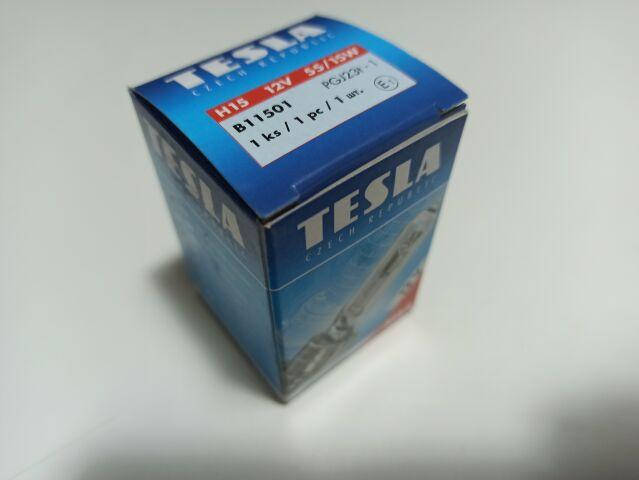 TESLA
CZECH REPUBLIC
H15 12V 55/15W
B11501 PGJ23t-1
1 ks / 1 pc / 1 шт. E1
TESLA
CZECH REPUBLIC